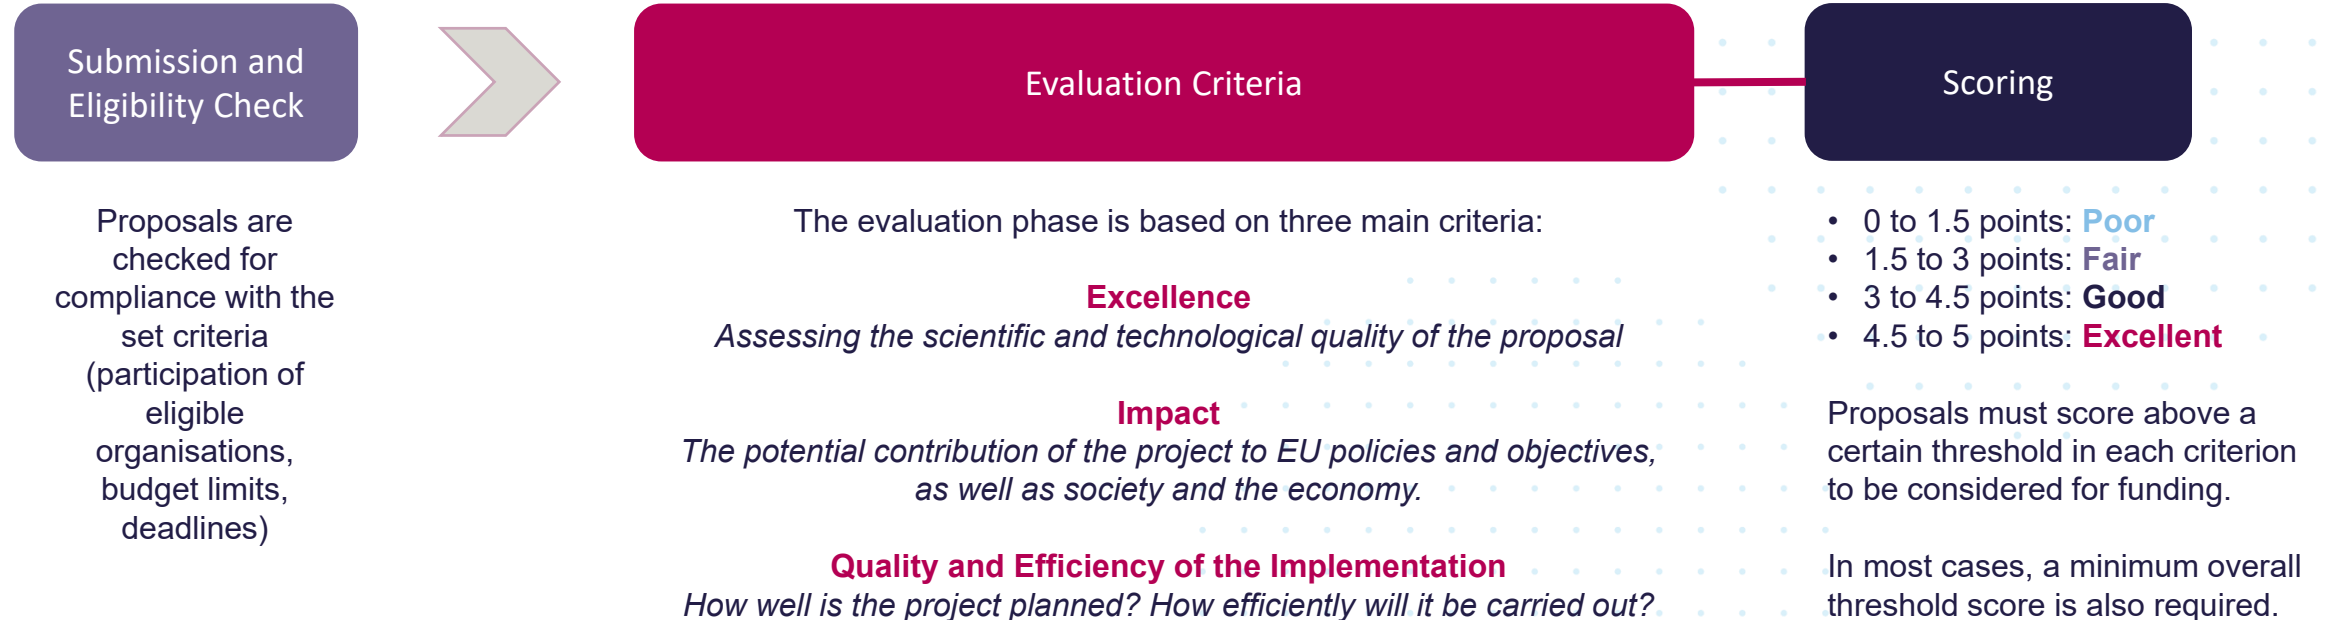 Submission and
Eligibility Check
Proposals are
checked for
compliance with the
set criteria
(participation of
eligible
organisations,
budget limits,
deadlines)
Evaluation Criteria
The evaluation phase is based on three main criteria:
Excellence
Assessing the scientific and technological quality of the proposal
Impact
The potential contribution of the project to EU policies and objectives,
as well as society and the economy.
Quality and Efficiency of the Implementation
How well is the project planned? How efficiently will it be carried out?
Scoring
• 0 to 1.5 points: Poor
• 1.5 to 3 points: Fair
• 3 to 4.5 points: Good
• 4.5 to 5 points: Excellent
Proposals must score above a
certain threshold in each criterion
to be considered for funding.
In most cases, a minimum overall
threshold score is also required.